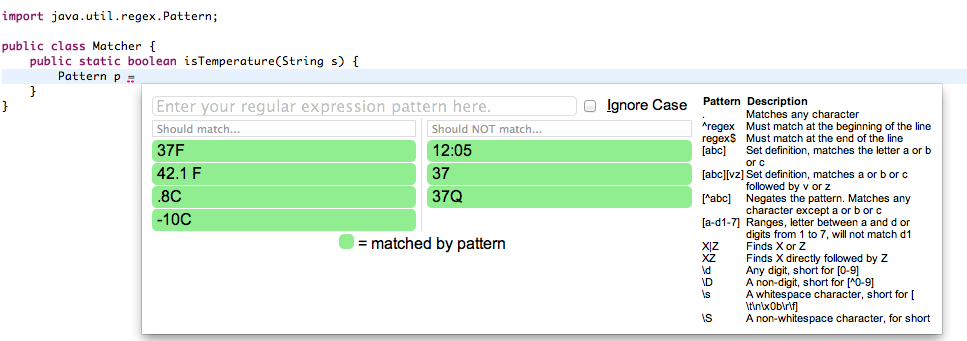 import java.util.regex.Pattern;
public class Matcher {
public static boolean isTemperature(String s) {
Pattern p =
}
}
Enter your regular expression pattern here.
Ignore Case
Should match...
Should NOT match...
37F
12:05
42.1 F
37
.8C
37Q
-10C
= matched by pattern
Pattern Description
. Matches any character
^regex Must match at the beginning of the line
regex$ Must match at the end of the line
[abc] Set definition, matches the letter a or b
or c
[abc][vz] Set definition, matches a or b or c
followed by v or z
[^abc] Negates the pattern. Matches any
character except a or b or c
[a-d1-7] Ranges, letter between a and d or
digits from 1 to 7, will not match d1
X|Z Finds X or Z
XZ Finds X directly followed by Z
\d Any digit, short for [0-9]
\D A non-digit, short for [^0-9]
\s A whitespace character, short for [
\t\n\x0b\r\f]
\S A non-whitespace character, for short